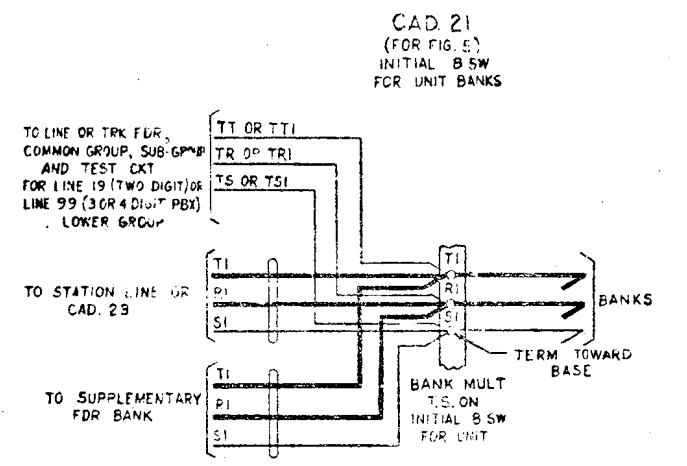 CAD. 21
(FOR FIG. 5)
INITIAL 8 SW
FOR UNIT BANKS
TO LINE OR TRK FDR,
COMMON GROUP, SUB-GROUP
AND TEST CKT
FOR LINE 19 (TWO DIGIT) OR
LINE 99 (3 OR 4 DIGIT PBX)
LOWER GROUP
TT OR TT1
TR OR TR1
TS OR TS1
TO STATION LINE OR
CAD. 23
T1
R1
S1
TO SUPPLEMENTARY
FDR BANK
T1
R1
S1
T1
R1
S1
BANKS
TERM TOWARD
BASE
BANK MULT
T.S. ON
INITIAL 8 SW
FOR UNIT